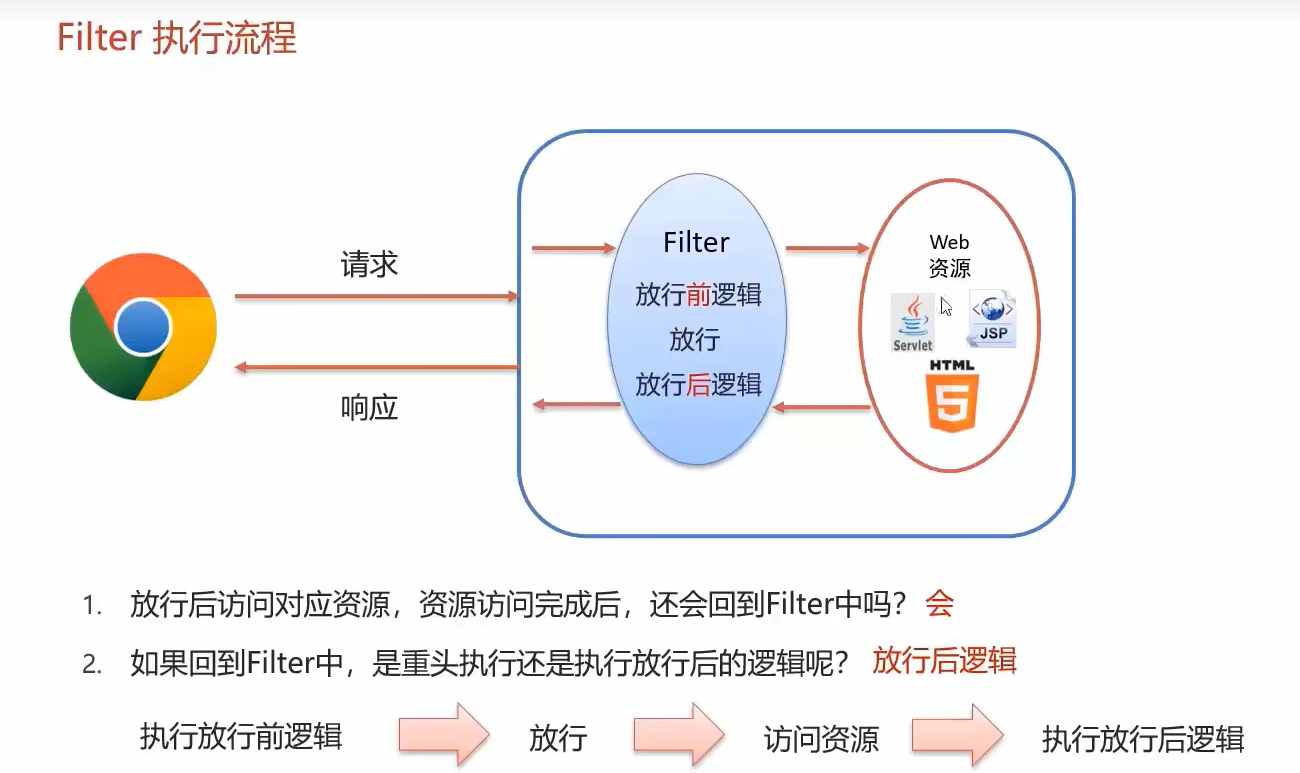 Filter 执行流程
请求
响应
Filter
放行前逻辑
放行
放行后逻辑
Web
资源
Servlet
JSP
HTML
5
1. 放行后访问对应资源，资源访问完成后，还会回到Filter中吗？ 会
2. 如果回到Filter中，是重头执行还是执行放行后的逻辑呢？ 放行后逻辑
执行放行前逻辑 放行 访问资源 执行放行后逻辑